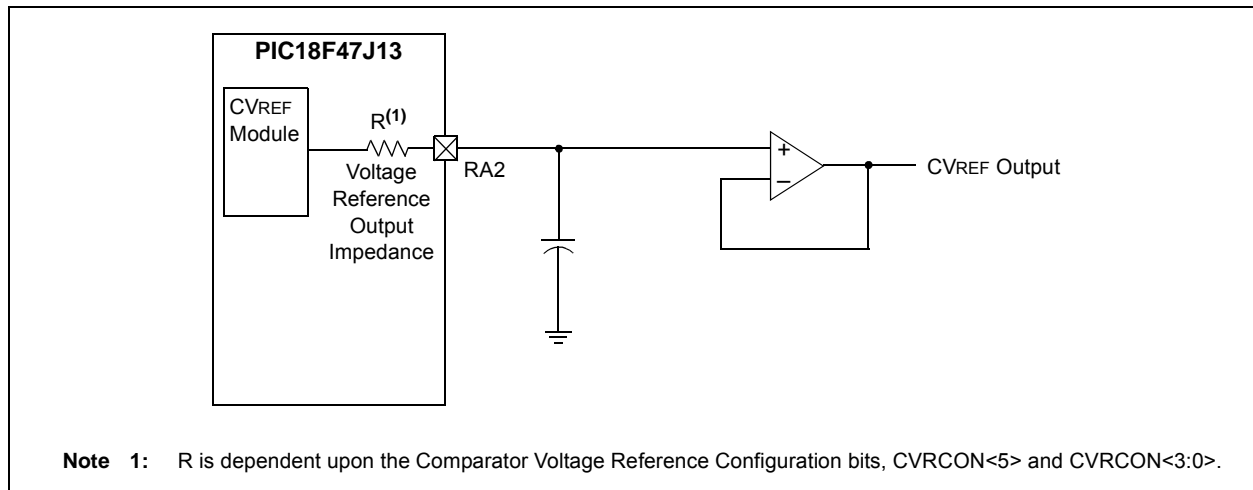 PIC18F47J13
CVREF
Module
R(1)
Voltage
Reference
Output
Impedance
RA2
+
–
CVREF Output
Note 1: R is dependent upon the Comparator Voltage Reference Configuration bits, CVRCON<5> and CVRCON<3:0>.